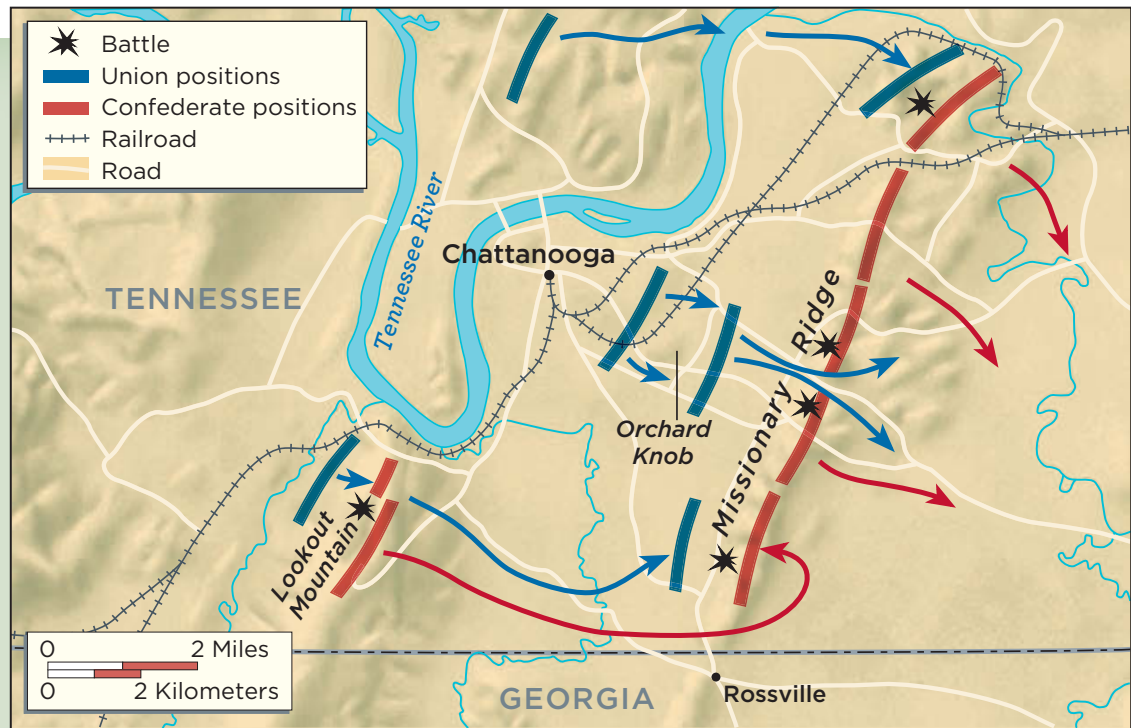 Battle
Union positions
Confederate positions
Railroad
Road
Tennessee River
Chattanooga
TENNESSEE
Missionary Ridge
Orchard
Knob
Lookout
Mountain
0 2 Miles
0 2 Kilometers
GEORGIA
Rossville